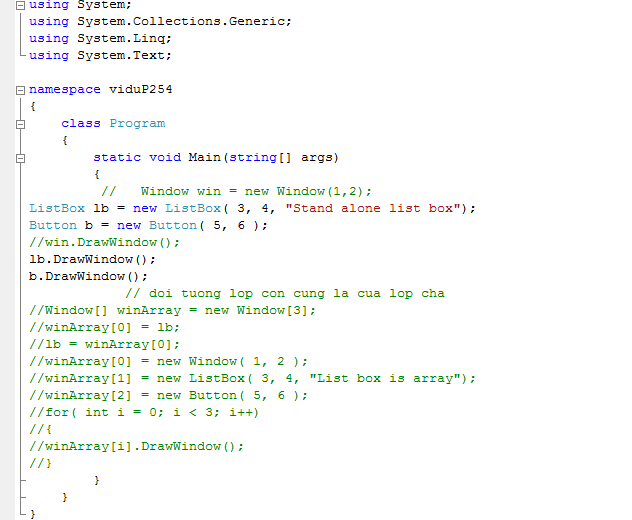 using System;
using System.Collections.Generic;
using System.Linq;
using System.Text;
namespace viduP254
{
class Program
{
static void Main(string[] args)
{
//   Window win = new Window(1,2);
ListBox lb = new ListBox( 3, 4, "Stand alone list box");
Button b = new Button( 5, 6 );
//win.DrawWindow();
lb.DrawWindow();
b.DrawWindow();
// doi tuong lop con cung la cua lop cha
//Window[] winArray = new Window[3];
//winArray[0] = lb;
//lb = winArray[0];
//winArray[0] = new Window( 1, 2 );
//winArray[1] = new ListBox( 3, 4, "List box is array");
//winArray[2] = new Button( 5, 6 );
//for( int i = 0; i < 3; i++)
//{
//winArray[i].DrawWindow();
//}
}
}
}